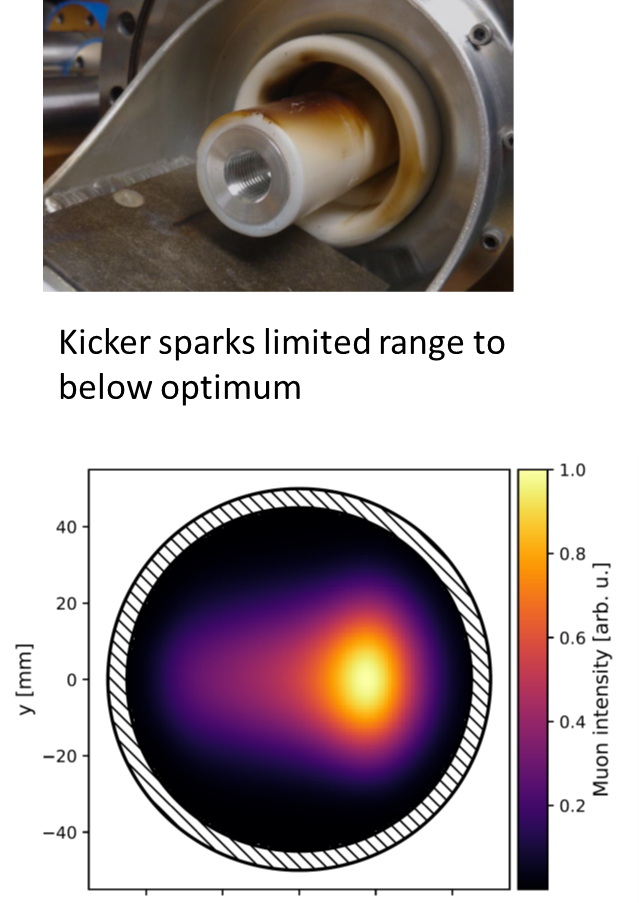 Kicker sparks limited range to
below optimum
1.0
0.8
0.6
0.4
0.2
Muon intensity [arb. u.]
40
20
0
−20
−40
y [mm]